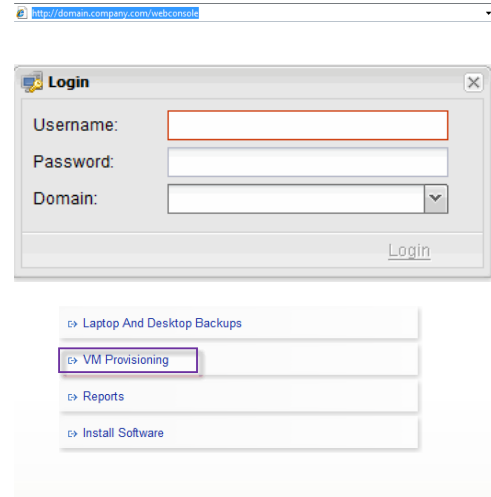 http://domain.company.com/webconsole
Login
Username:
Password:
Domain:
Login
Laptop And Desktop Backups
VM Provisioning
Reports
Install Software